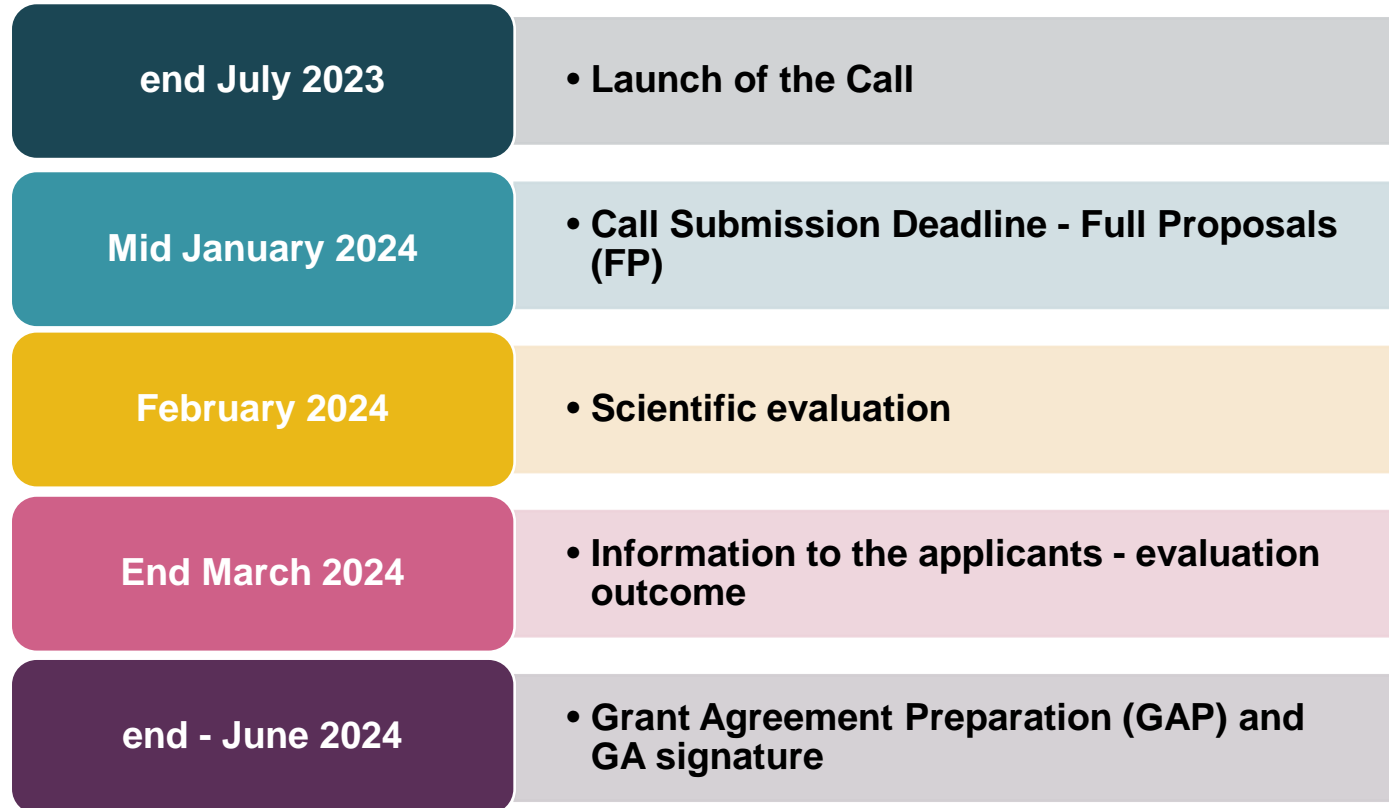 end July 2023
• Launch of the Call
Mid January 2024
• Call Submission Deadline - Full Proposals
(FP)
February 2024
• Scientific evaluation
End March 2024
• Information to the applicants - evaluation
outcome
end - June 2024
• Grant Agreement Preparation (GAP) and
GA signature